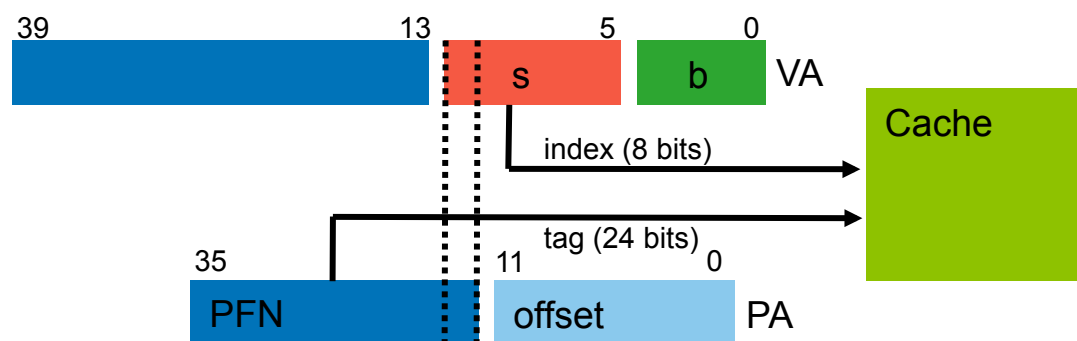 39 13 5 0
s b VA
Cache
index (8 bits)
tag (24 bits)
35 11 0
PFN offset PA